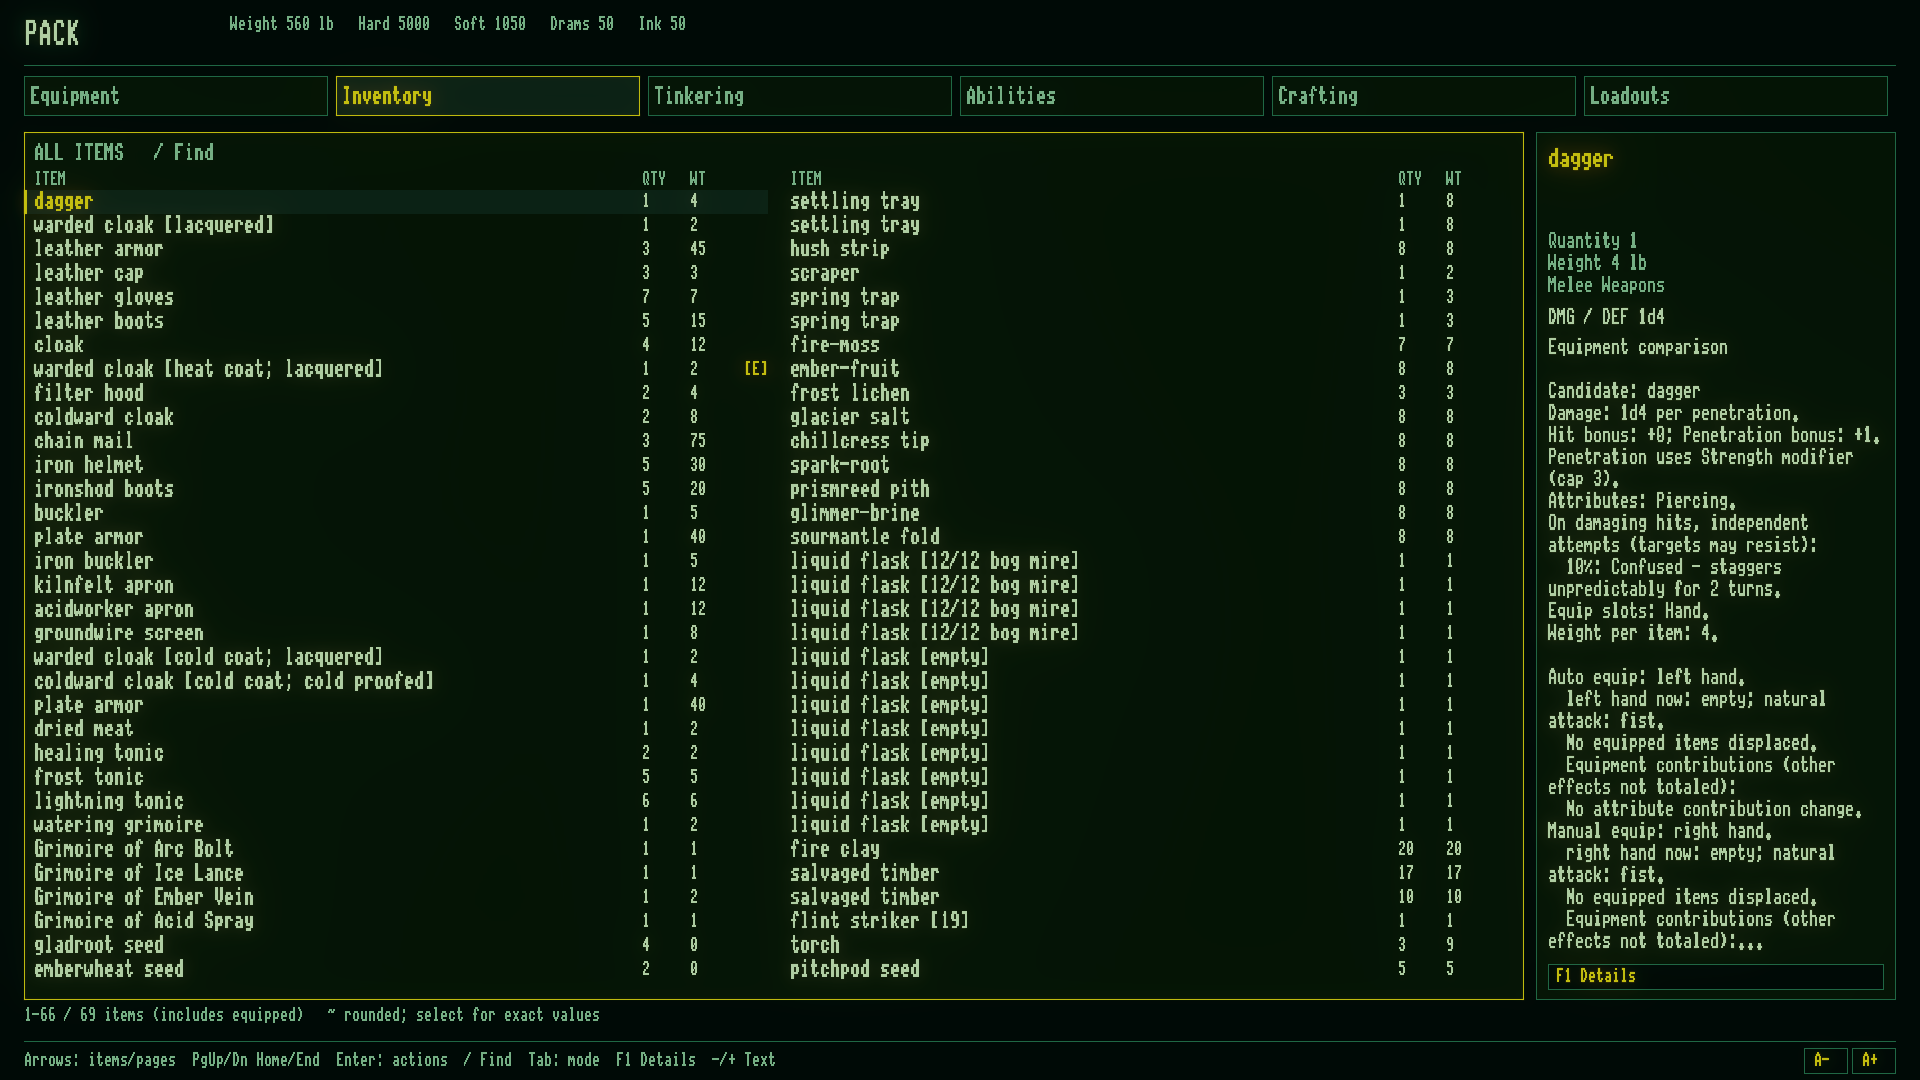 PACK
Weight 560 lb Hard 5000 Soft 1050 Drams 50 Ink 50
Equipment Inventory Tinkering Abilities Crafting Loadouts
ALL ITEMS / Find
ITEM QTY WT
dagger 1 4
warded cloak [lacquered] 1 2
leather armor 3 45
leather cap 3 3
leather gloves 7 7
leather boots 5 15
cloak 4 12
warded cloak [heat coat; lacquered] 1 2 [E]
filter hood 2 4
coldward cloak 2 8
chain mail 3 75
iron helmet 5 30
ironshod boots 5 20
buckler 1 5
plate armor 1 40
iron buckler 1 5
kilnfelt apron 1 12
acidworker apron 1 12
groundwire screen 1 8
warded cloak [cold coat; lacquered] 1 2
coldward cloak [cold coat; cold proofed] 1 4
plate armor 1 40
dried meat 1 2
healing tonic 2 2
frost tonic 5 5
lightning tonic 6 6
watering grimoire 1 2
Grimoire of Arc Bolt 1 1
Grimoire of Ice Lance 1 1
Grimoire of Ember Vein 1 2
Grimoire of Acid Spray 1 1
gladroot seed 4 0
emberwheat seed 2 0
ITEM QTY WT
settling tray 1 8
settling tray 1 8
hush strip 8 8
scraper 1 2
spring trap 1 3
spring trap 1 3
fire-moss 7 7
ember-fruit 8 8
frost lichen 3 3
glacier salt 8 8
chillcress tip 8 8
spark-root 8 8
prismreed pith 8 8
glimmer-brine 8 8
sourmantle fold 8 8
liquid flask [12/12 bog mire] 1 1
liquid flask [12/12 bog mire] 1 1
liquid flask [12/12 bog mire] 1 1
liquid flask [12/12 bog mire] 1 1
liquid flask [empty] 1 1
liquid flask [empty] 1 1
liquid flask [empty] 1 1
liquid flask [empty] 1 1
liquid flask [empty] 1 1
liquid flask [empty] 1 1
liquid flask [empty] 1 1
liquid flask [empty] 1 1
fire clay 20 20
salvaged timber 17 17
salvaged timber 10 10
flint striker [19] 1 1
torch 3 9
pitchpod seed 5 5
dagger
Quantity 1
Weight 4 lb
Melee Weapons
DMG / DEF 1d4
Equipment comparison
Candidate: dagger
Damage: 1d4 per penetration.
Hit bonus: +0; Penetration bonus: +1.
Penetration uses Strength modifier
(cap 3).
Attributes: Piercing.
On damaging hits, independent
attempts (targets may resist):
10%: Confused - staggers
unpredictably for 2 turns.
Equip slots: Hand.
Weight per item: 4.
Auto equip: left hand.
left hand now: empty; natural
attack: fist.
No equipped items displaced.
Equipment contributions (other
effects not totaled):
No attribute contribution change.
Manual equip: right hand.
right hand now: empty; natural
attack: fist.
No equipped items displaced.
Equipment contributions (other
effects not totaled):...
F1 Details
1-66 / 69 items (includes equipped) ~ rounded; select for exact values
Arrows: items/pages PgUp/Dn Home/End Enter: actions / Find Tab: mode F1 Details -/+ Text
A- A+